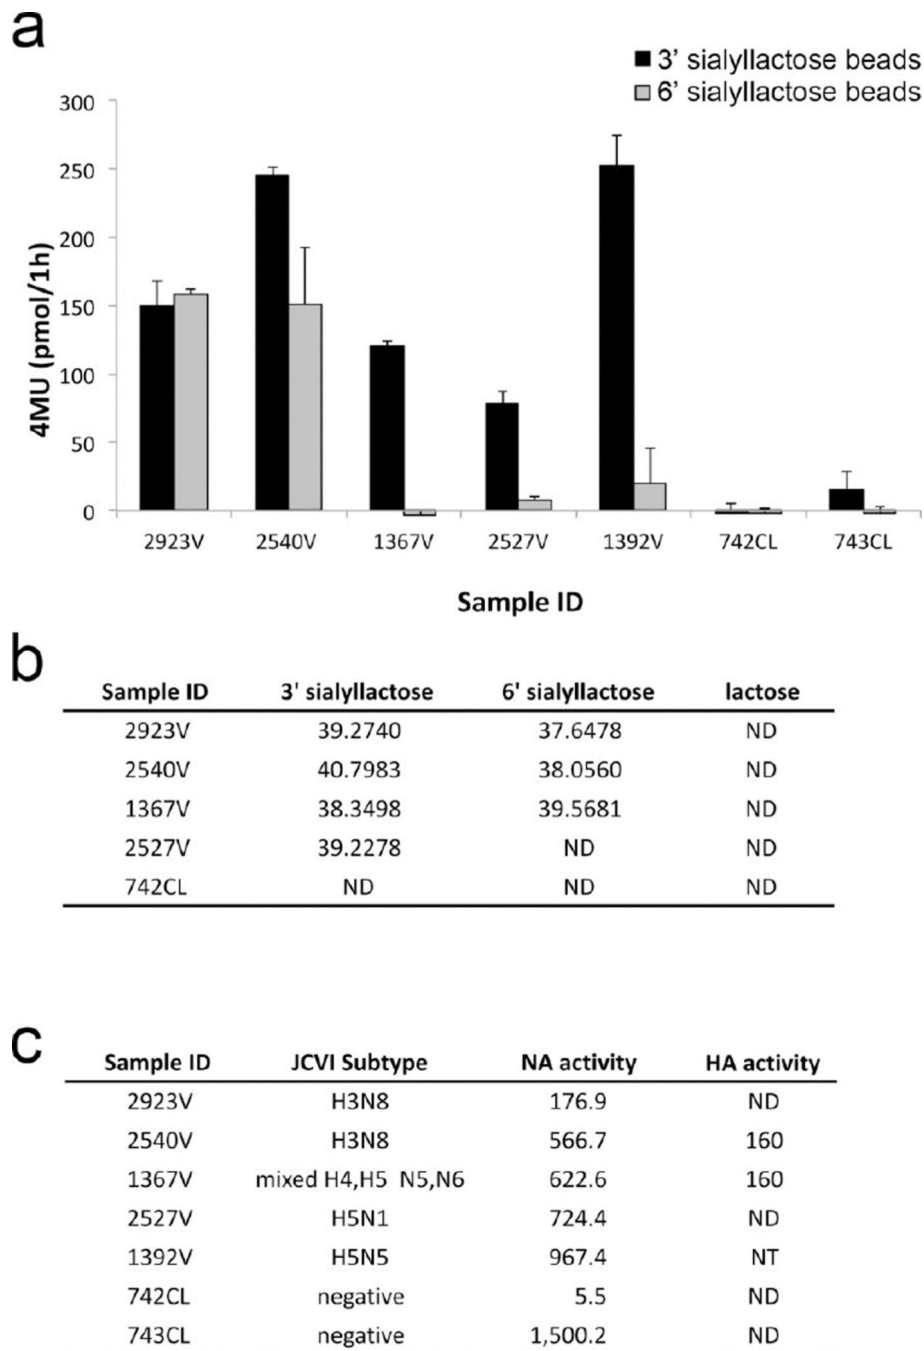 a
3’ sialyllactose beads
6’ sialyllactose beads
300
250
200
150
100
50
0
4MU (pmol/1h)
2923V 2540V 1367V 2527V 1392V 742CL 743CL
Sample ID
b
Sample ID 3' sialyllactose 6' sialyllactose lactose
2923V 39.2740 37.6478 ND
2540V 40.7983 38.0560 ND
1367V 38.3498 39.5681 ND
2527V 39.2278 ND ND
742CL ND ND ND
c
Sample ID JCVI Subtype NA activity HA activity
2923V H3N8 176.9 ND
2540V H3N8 566.7 160
1367V mixed H4,H5 N5,N6 622.6 160
2527V H5N1 724.4 ND
1392V H5N5 967.4 NT
742CL negative 5.5 ND
743CL negative 1,500.2 ND